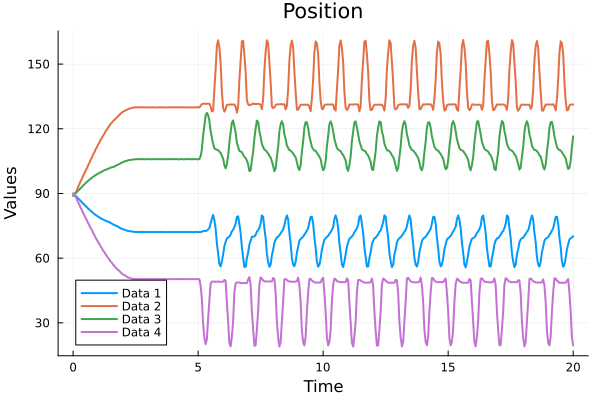 Position
Values
150
120
90
60
30
Data 1
Data 2
Data 3
Data 4
0
5
10
15
20
Time